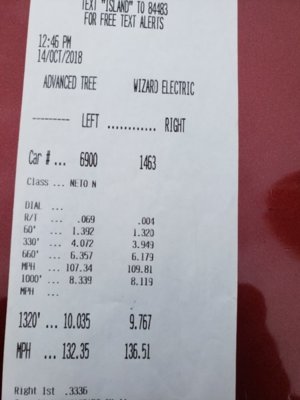 TEXT "ISLAND" TO 84483
FOR FREE TEXT ALERTS
12:46 PM
14/OCT/2018
ADVANCED TREE WIZARD ELECTRIC
--------- LEFT ............ RIGHT
Car # ... 6900 1463
Class ... NETO N
DIAL ...
R/T ... .069 .004
60' ... 1.392 1.320
330' ... 4.072 3.949
660' ... 6.357 6.179
MPH ... 107.34 109.81
1000' ... 8.339 8.119
MPH ...
1320' ... 10.035 9.767
MPH ... 132.35 136.51
Right 1st .3336